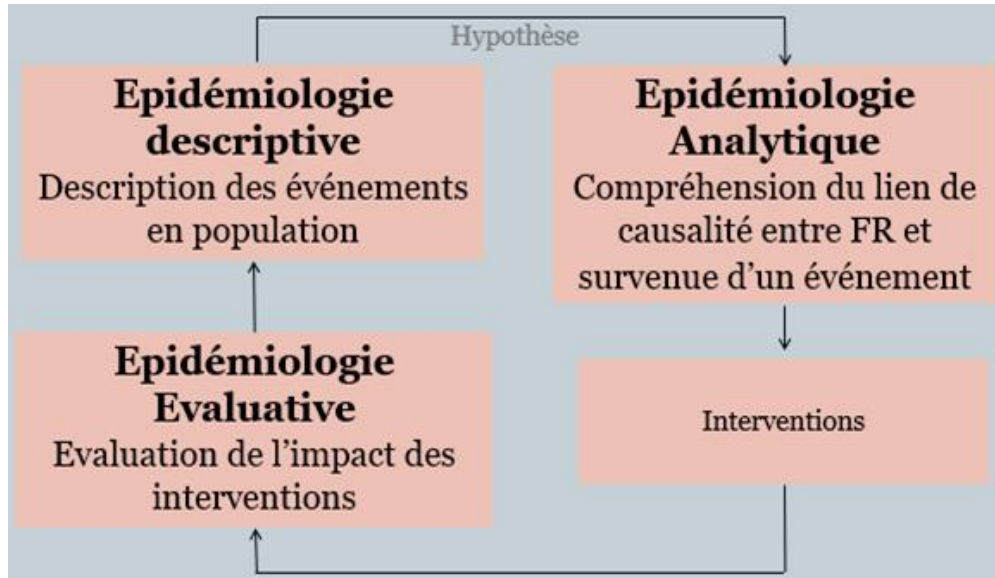 Hypothèse
Epidémiologie
descriptive
Description des événements
en population
Epidémiologie
Analytique
Compréhension du lien de
causalité entre FR et
survenue d'un événement
Epidémiologie
Evaluative
Evaluation de l'impact des
interventions
Interventions